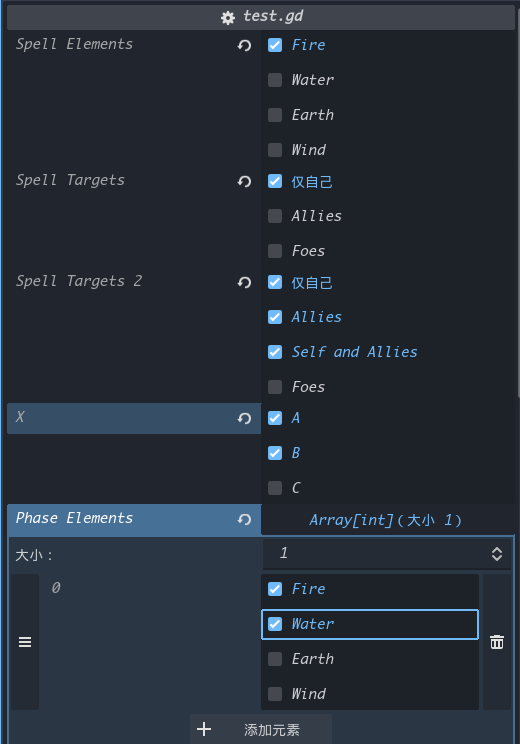 test.gd
Spell Elements
Fire
Water
Earth
Wind
Spell Targets
仅自己
Allies
Foes
Spell Targets 2
仅自己
Allies
Self and Allies
Foes
X
A
B
C
Phase Elements
Array[int](大小 1)
大小：
1
0
Fire
Water
Earth
Wind
添加元素